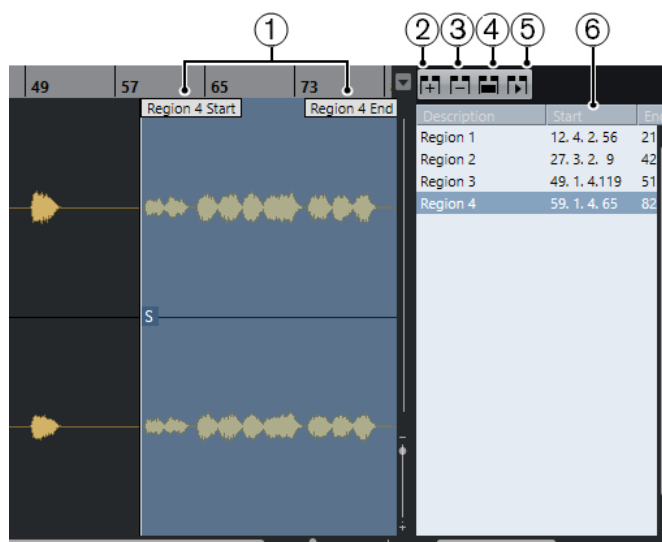 1 2 3 4 5 6
49 57 65 73
Region 4 Start Region 4 End
Description Start En
Region 1 12. 4. 2. 56 21
Region 2 27. 3. 2. 9 42
Region 3 49. 1. 4.119 51
Region 4 59. 1. 4. 65 82
S